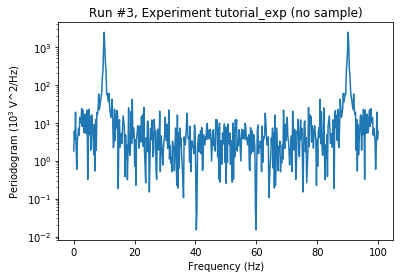 Run #3, Experiment tutorial_exp (no sample)
Periodogram (10³ V^2/Hz)
10³
10²
10¹
10⁰
10⁻¹
10⁻²
0 20 40 60 80 100
Frequency (Hz)